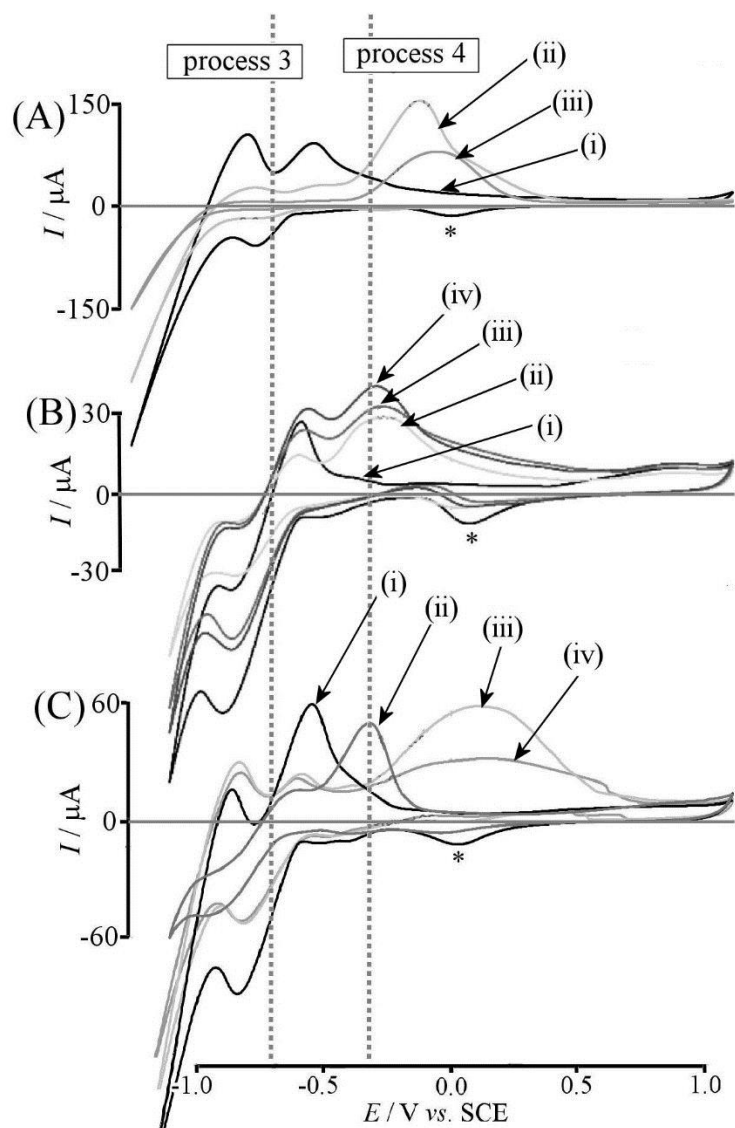 process 3
process 4
(A)
150
0
-150
I / μA
(ii)
(iii)
(i)
*
(B)
30
0
-30
I / μA
(iv)
(iii)
(ii)
(i)
*
(C)
60
0
-60
I / μA
(i)
(ii)
(iii)
(iv)
*
-1.0
-0.5
0.0
0.5
1.0
E / V vs. SCE